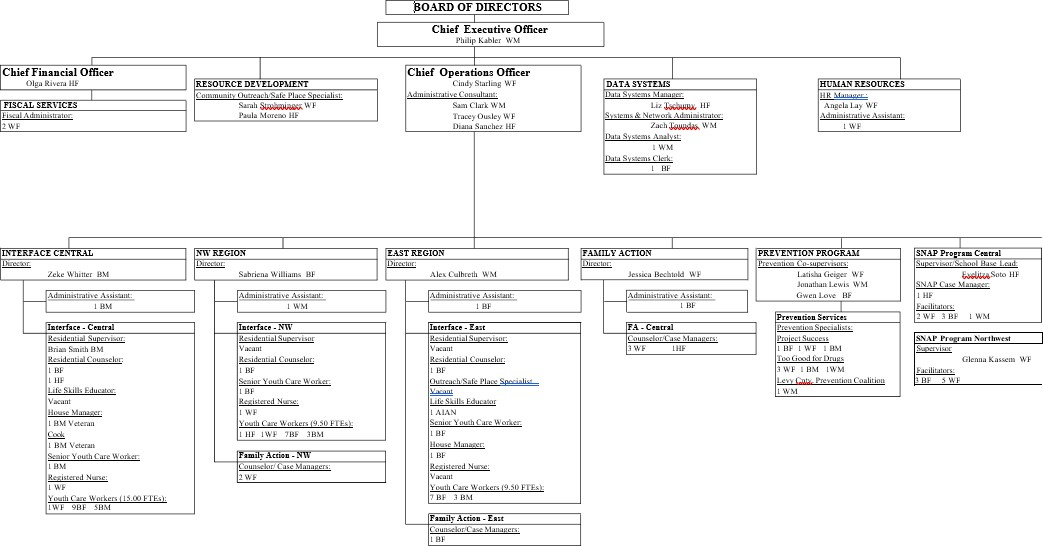 BOARD OF DIRECTORS
Chief Executive Officer
Philip Kabler WM
Chief Financial Officer
Olga Rivera HF
FISCAL SERVICES
Fiscal Administrator:
2 WF
RESOURCE DEVELOPMENT
Community Outreach/Safe Place Specialist:
Sarah Strohminger WF
Paula Moreno HF
Chief Operations Officer
Cindy Starling WF
Administrative Consultant:
Sam Clark WM
Tracey Ousley WF
Diana Sanchez HF
DATA SYSTEMS
Data Systems Manager:
Liz HF
Systems & Network Administrator:
Zach WM
Data Systems Analyst:
1 WM
Data Systems Clerk:
1 BF
HUMAN RESOURCES
HR Manager:
Angela Lay WF
Administrative Assistant:
1 WF
INTERFACE CENTRAL
Director:
Zeke Whitter BM
Administrative Assistant:
1 BM
Interface - Central
Residential Supervisor:
Brian Smith BM
Residential Counselor:
1 BF
1 HF
Life Skills Educator:
Vacant
House Manager:
1 BM Veteran
Cook
1 BM Veteran
Senior Youth Care Worker:
1 BM
Registered Nurse:
1 WF
Youth Care Workers (15.00 FTEs):
1WF 9BF 5BM
NW REGION
Director:
Sabriena Williams BF
Administrative Assistant:
1 WM
Interface - NW
Residential Supervisor
Vacant
Residential Counselor:
1 BF
Senior Youth Care Worker:
1 BF
Registered Nurse:
1 WF
Youth Care Workers (9.50 FTEs):
1 HF 1WF 7BF 3BM
Family Action - NW
Counselor/ Case Managers:
2 WF
EAST REGION
Director:
Alex Culbreth WM
Administrative Assistant:
1 BF
Interface - East
Residential Supervisor:
Vacant
Residential Counselor:
1 BF
Outreach/Safe Place Specialist
Vacant
Life Skills Educator
1 AIAN
Senior Youth Care Worker:
1 BF
House Manager:
1 BF
Registered Nurse:
Vacant
Youth Care Workers (9.50 FTEs):
7 BF 3 BM
Family Action - East
Counselor/Case Managers:
1 BF
FAMILY ACTION
Director:
Jessica Bechtold WF
Administrative Assistant:
1 BF
FA - Central
Counselor/Case Managers:
3 WF 1HF
PREVENTION PROGRAM
Prevention Co-supervisors:
Latisha Geiger WF
Jonathan Lewis WM
Gwen Love BF
Prevention Services
Prevention Specialists:
Project Success
1 BF 1 WF 1 BM
Too Good for Drugs
3 WF 1 BM 1WM
Levy Cnty. Prevention Coalition
1 WM
SNAP Program Central
Supervisor/School Base Lead:
Evelitza Soto HF
SNAP Case Manager:
1 HF
Facilitators:
2 WF 3 BF 1 WM
SNAP Program Northwest
Supervisor
Glenna Kassem WF
Facilitators:
3 BF 5 WF